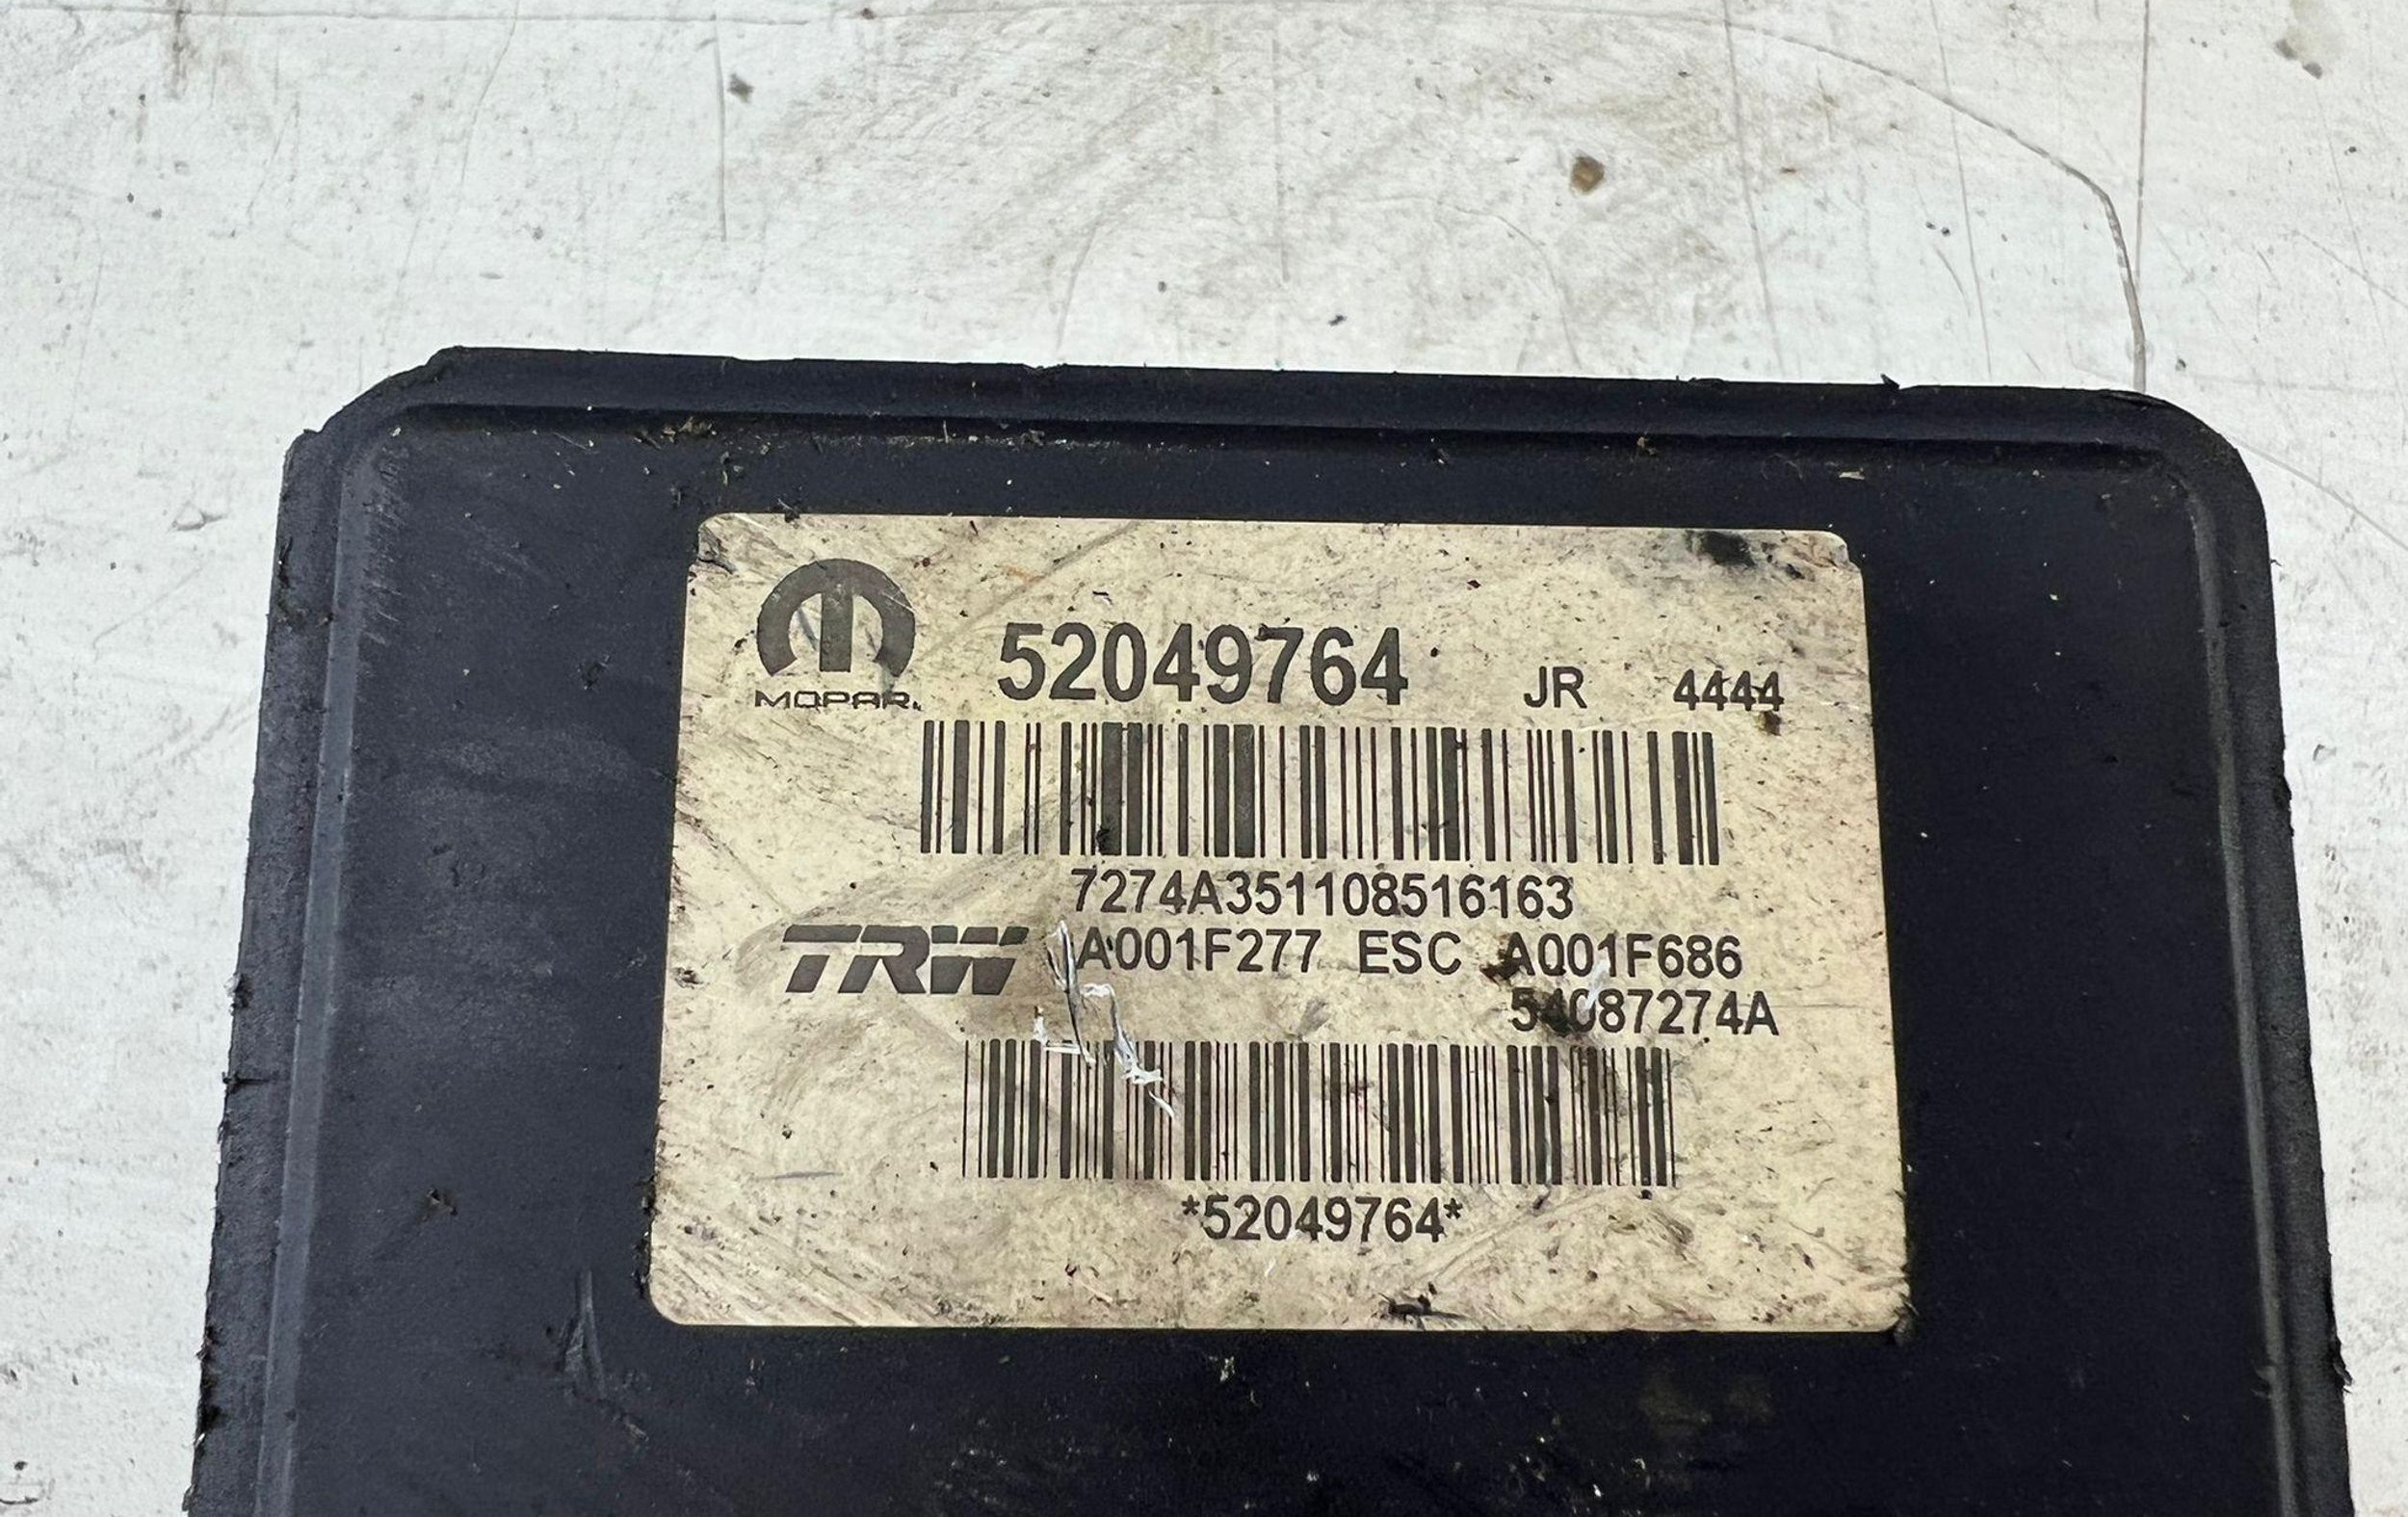 MOPAR.
52049764 JR 4444
7274A351108516163
TRW A001F277 ESC A001F686
54087274A
*52049764*